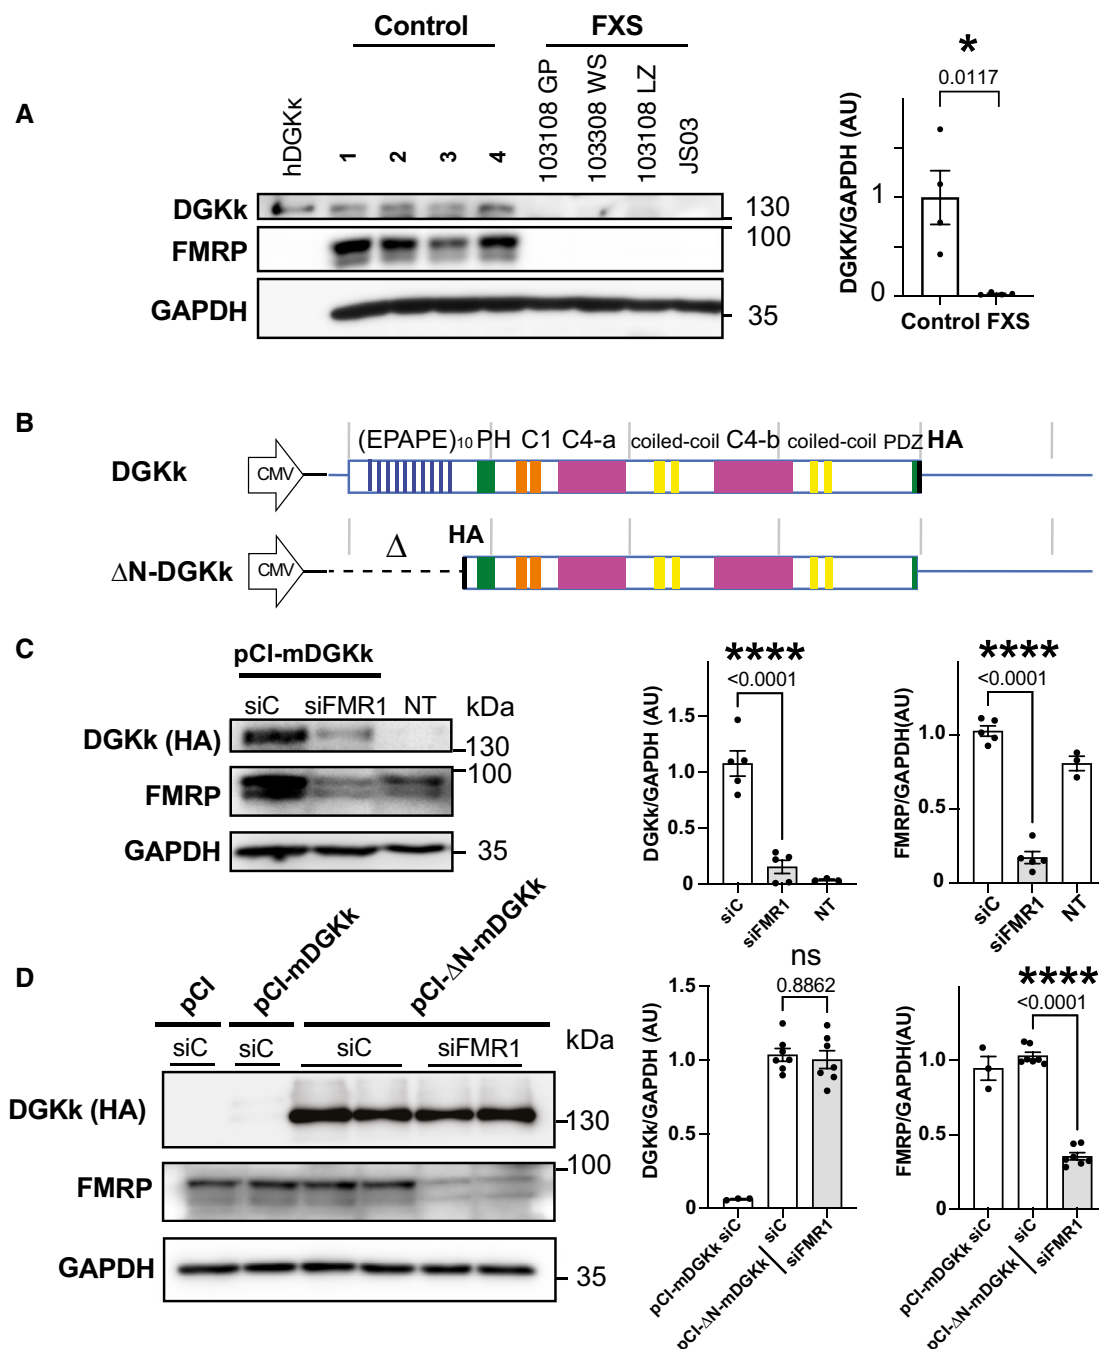 A
Control
FXS
hDGKκ
1
2
3
4
103108 GP
103308 WS
103108 LZ
JS03
DGKk
130
FMRP
100
GAPDH
35
*
0.0117
DGKK/GAPDH (AU)
1
0
Control FXS
B
(EPAPE)10 PH C1 C4-a coiled-coil C4-b coiled-coil PDZ HA
DGKk
CMV
HA
Δ
ΔN-DGKk
CMV
C
pCI-mDGKk
siC siFMR1 NT kDa
DGKk (HA)
130
FMRP
100
GAPDH
35
****
<0.0001
DGKk/GAPDH (AU)
1.5
1.0
0.5
0
siC
siFMR1
NT
****
<0.0001
FMRP/GAPDH(AU)
1.0
0.5
0
siC
siFMR1
NT
D
pCI
pCI-mDGKk
pCI-ΔN-mDGKk
siC siC siC siFMR1 kDa
DGKk (HA)
130
FMRP
100
GAPDH
35
ns
0.8862
DGKk/GAPDH (AU)
1.5
1.0
0.5
0
pCI-mDGKk siC
pCI-ΔN-mDGKk
siC
siFMR1
****
<0.0001
FMRP/GAPDH(AU)
1.5
1.0
0.5
0
pCI-mDGKk siC
pCI-ΔN-mDGKk
siC
siFMR1